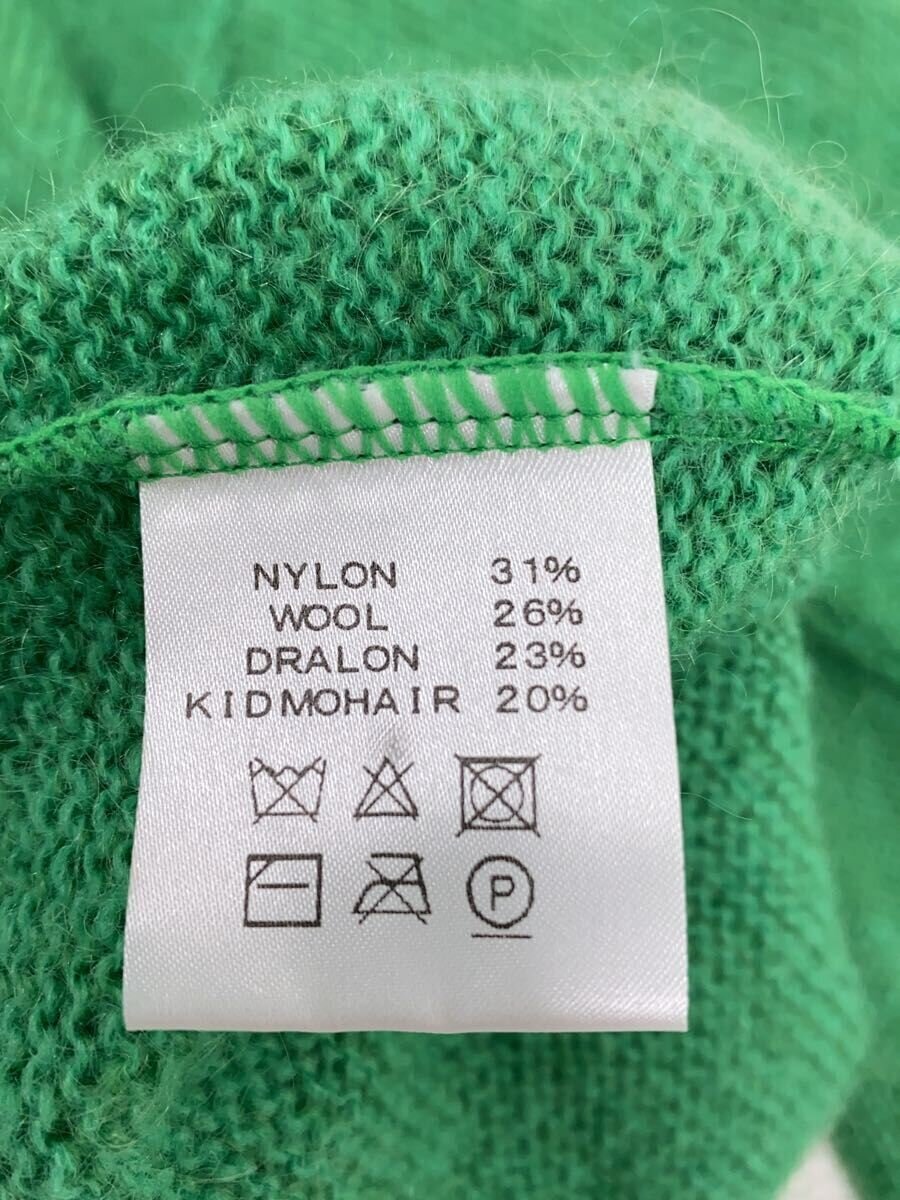 NYLON 31%
WOOL 26%
DRALON 23%
KIDMOHAIR 20%
P